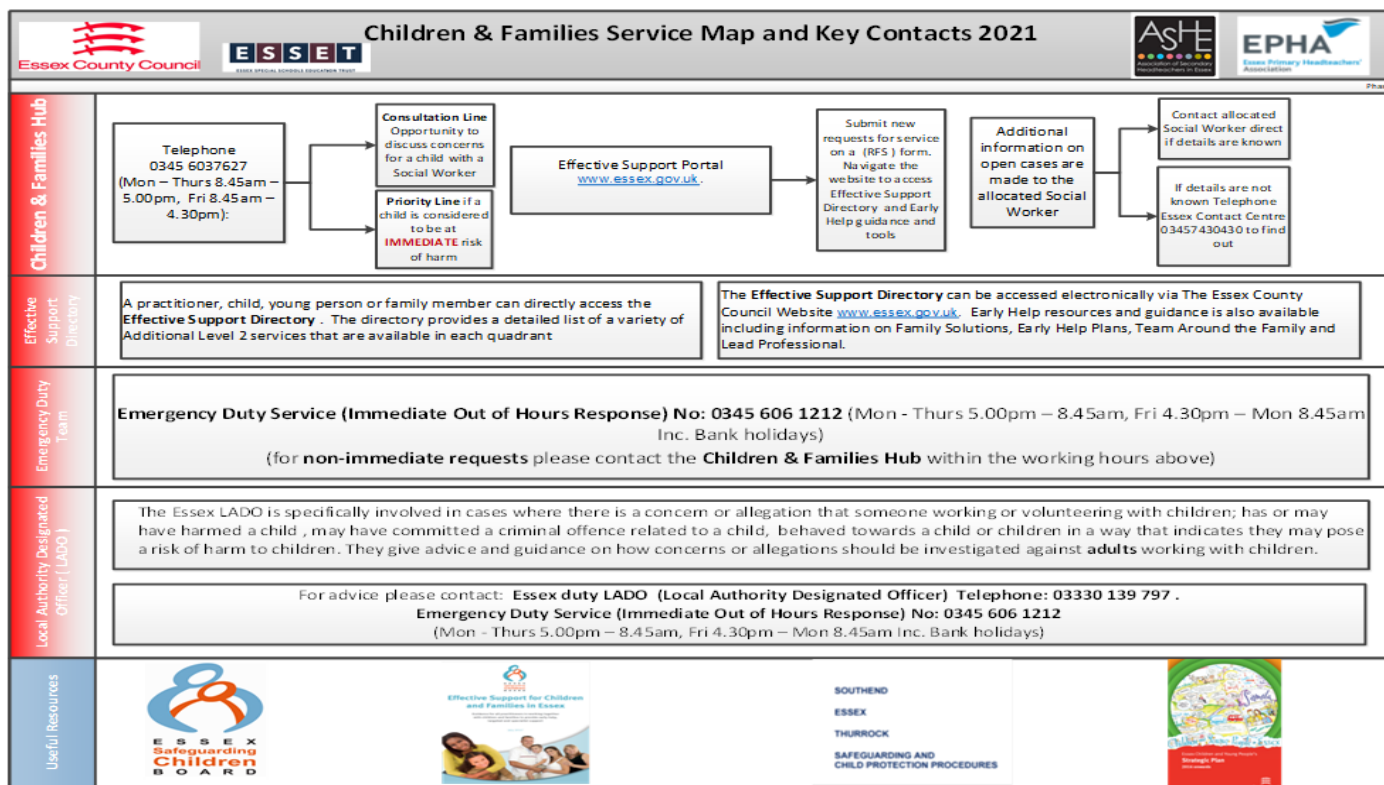 Children & Families Service Map and Key Contacts 2021
Essex County Council
ESSET
ESSEX SPECIAL SCHOOLS EDUCATION TRUST
ASHE
Association of Secondary
Headteachers in Essex
EPHA
Essex Primary Headteachers'
Association
Phar
Children & Families Hub
Telephone
0345 6037627
(Mon – Thurs 8.45am –
5.00pm, Fri 8.45am –
4.30pm):
Consultation Line
Opportunity to
discuss concerns
for a child with a
Social Worker
Priority Line if a
child is considered
to be at
IMMEDIATE risk
of harm
Effective Support Portal
www.essex.gov.uk.
Submit new
requests for service
on a (RFS ) form.
Navigate the
website to access
Effective Support
Directory and Early
Help guidance and
tools
Additional
information on
open cases are
made to the
allocated Social
Worker
Contact allocated
Social Worker direct
if details are known
If details are not
known Telephone
Essex Contact Centre
03457430430 to find
out
Effective
Support
Directory
A practitioner, child, young person or family member can directly access the
Effective Support Directory . The directory provides a detailed list of a variety of
Additional Level 2 services that are available in each quadrant
The Effective Support Directory can be accessed electronically via The Essex County
Council Website www.essex.gov.uk. Early Help resources and guidance is also available
including information on Family Solutions, Early Help Plans, Team Around the Family and
Lead Professional.
Emergency Duty
Team
Emergency Duty Service (Immediate Out of Hours Response) No: 0345 606 1212 (Mon - Thurs 5.00pm – 8.45am, Fri 4.30pm – Mon 8.45am
Inc. Bank holidays)
(for non-immediate requests please contact the Children & Families Hub within the working hours above)
Local Authority Designated
Officer ( LADO )
The Essex LADO is specifically involved in cases where there is a concern or allegation that someone working or volunteering with children; has or may
have harmed a child , may have committed a criminal offence related to a child, behaved towards a child or children in a way that indicates they may pose
a risk of harm to children. They give advice and guidance on how concerns or allegations should be investigated against adults working with children.
For advice please contact: Essex duty LADO (Local Authority Designated Officer) Telephone: 03330 139 797 .
Emergency Duty Service (Immediate Out of Hours Response) No: 0345 606 1212
(Mon - Thurs 5.00pm – 8.45am, Fri 4.30pm – Mon 8.45am Inc. Bank holidays)
Useful Resources
ESSEX
Safeguarding
Children
BOARD
Effective Support for Children
and Families in Essex
SOUTHEND
ESSEX
THURROCK
SAFEGUARDING AND
CHILD PROTECTION PROCEDURES
Essex Children and Young People's
Strategic Plan